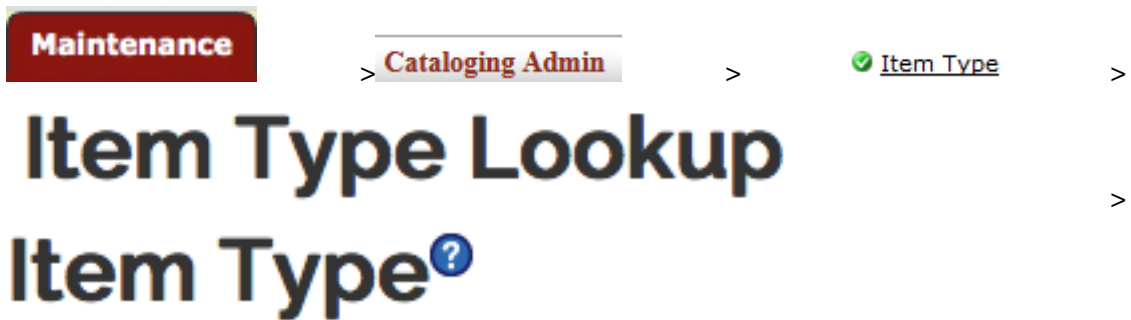 Maintenance > Cataloging Admin > Item Type >
Item Type Lookup >
Item Type ?